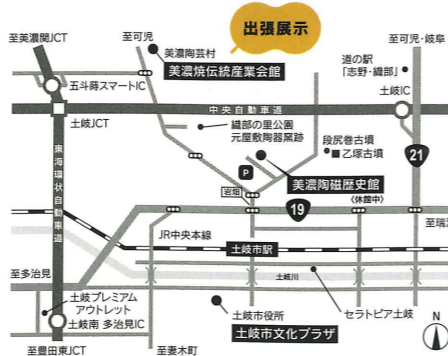 出張展示
至美濃関JCT
至可児
至可児・岐阜
美濃陶芸村
美濃焼伝統産業会館
道の駅
「志野・織部」
五斗蒔スマートIC
土岐IC
中央自動車道
土岐JCT
織部の里公園
元屋敷陶器窯跡
段尻巻古墳
乙塚古墳
21
P
東海環状自動車道
美濃陶磁歴史館
〈休館中〉
岩畑
19
至瑞
JR中央本線
土岐市駅
至多治見
土岐川
土岐プレミアム
アウトレット
セラトピア土岐
土岐市役所
土岐南 多治見IC
土岐市文化プラザ
N
至豊田東JCT
至妻木町